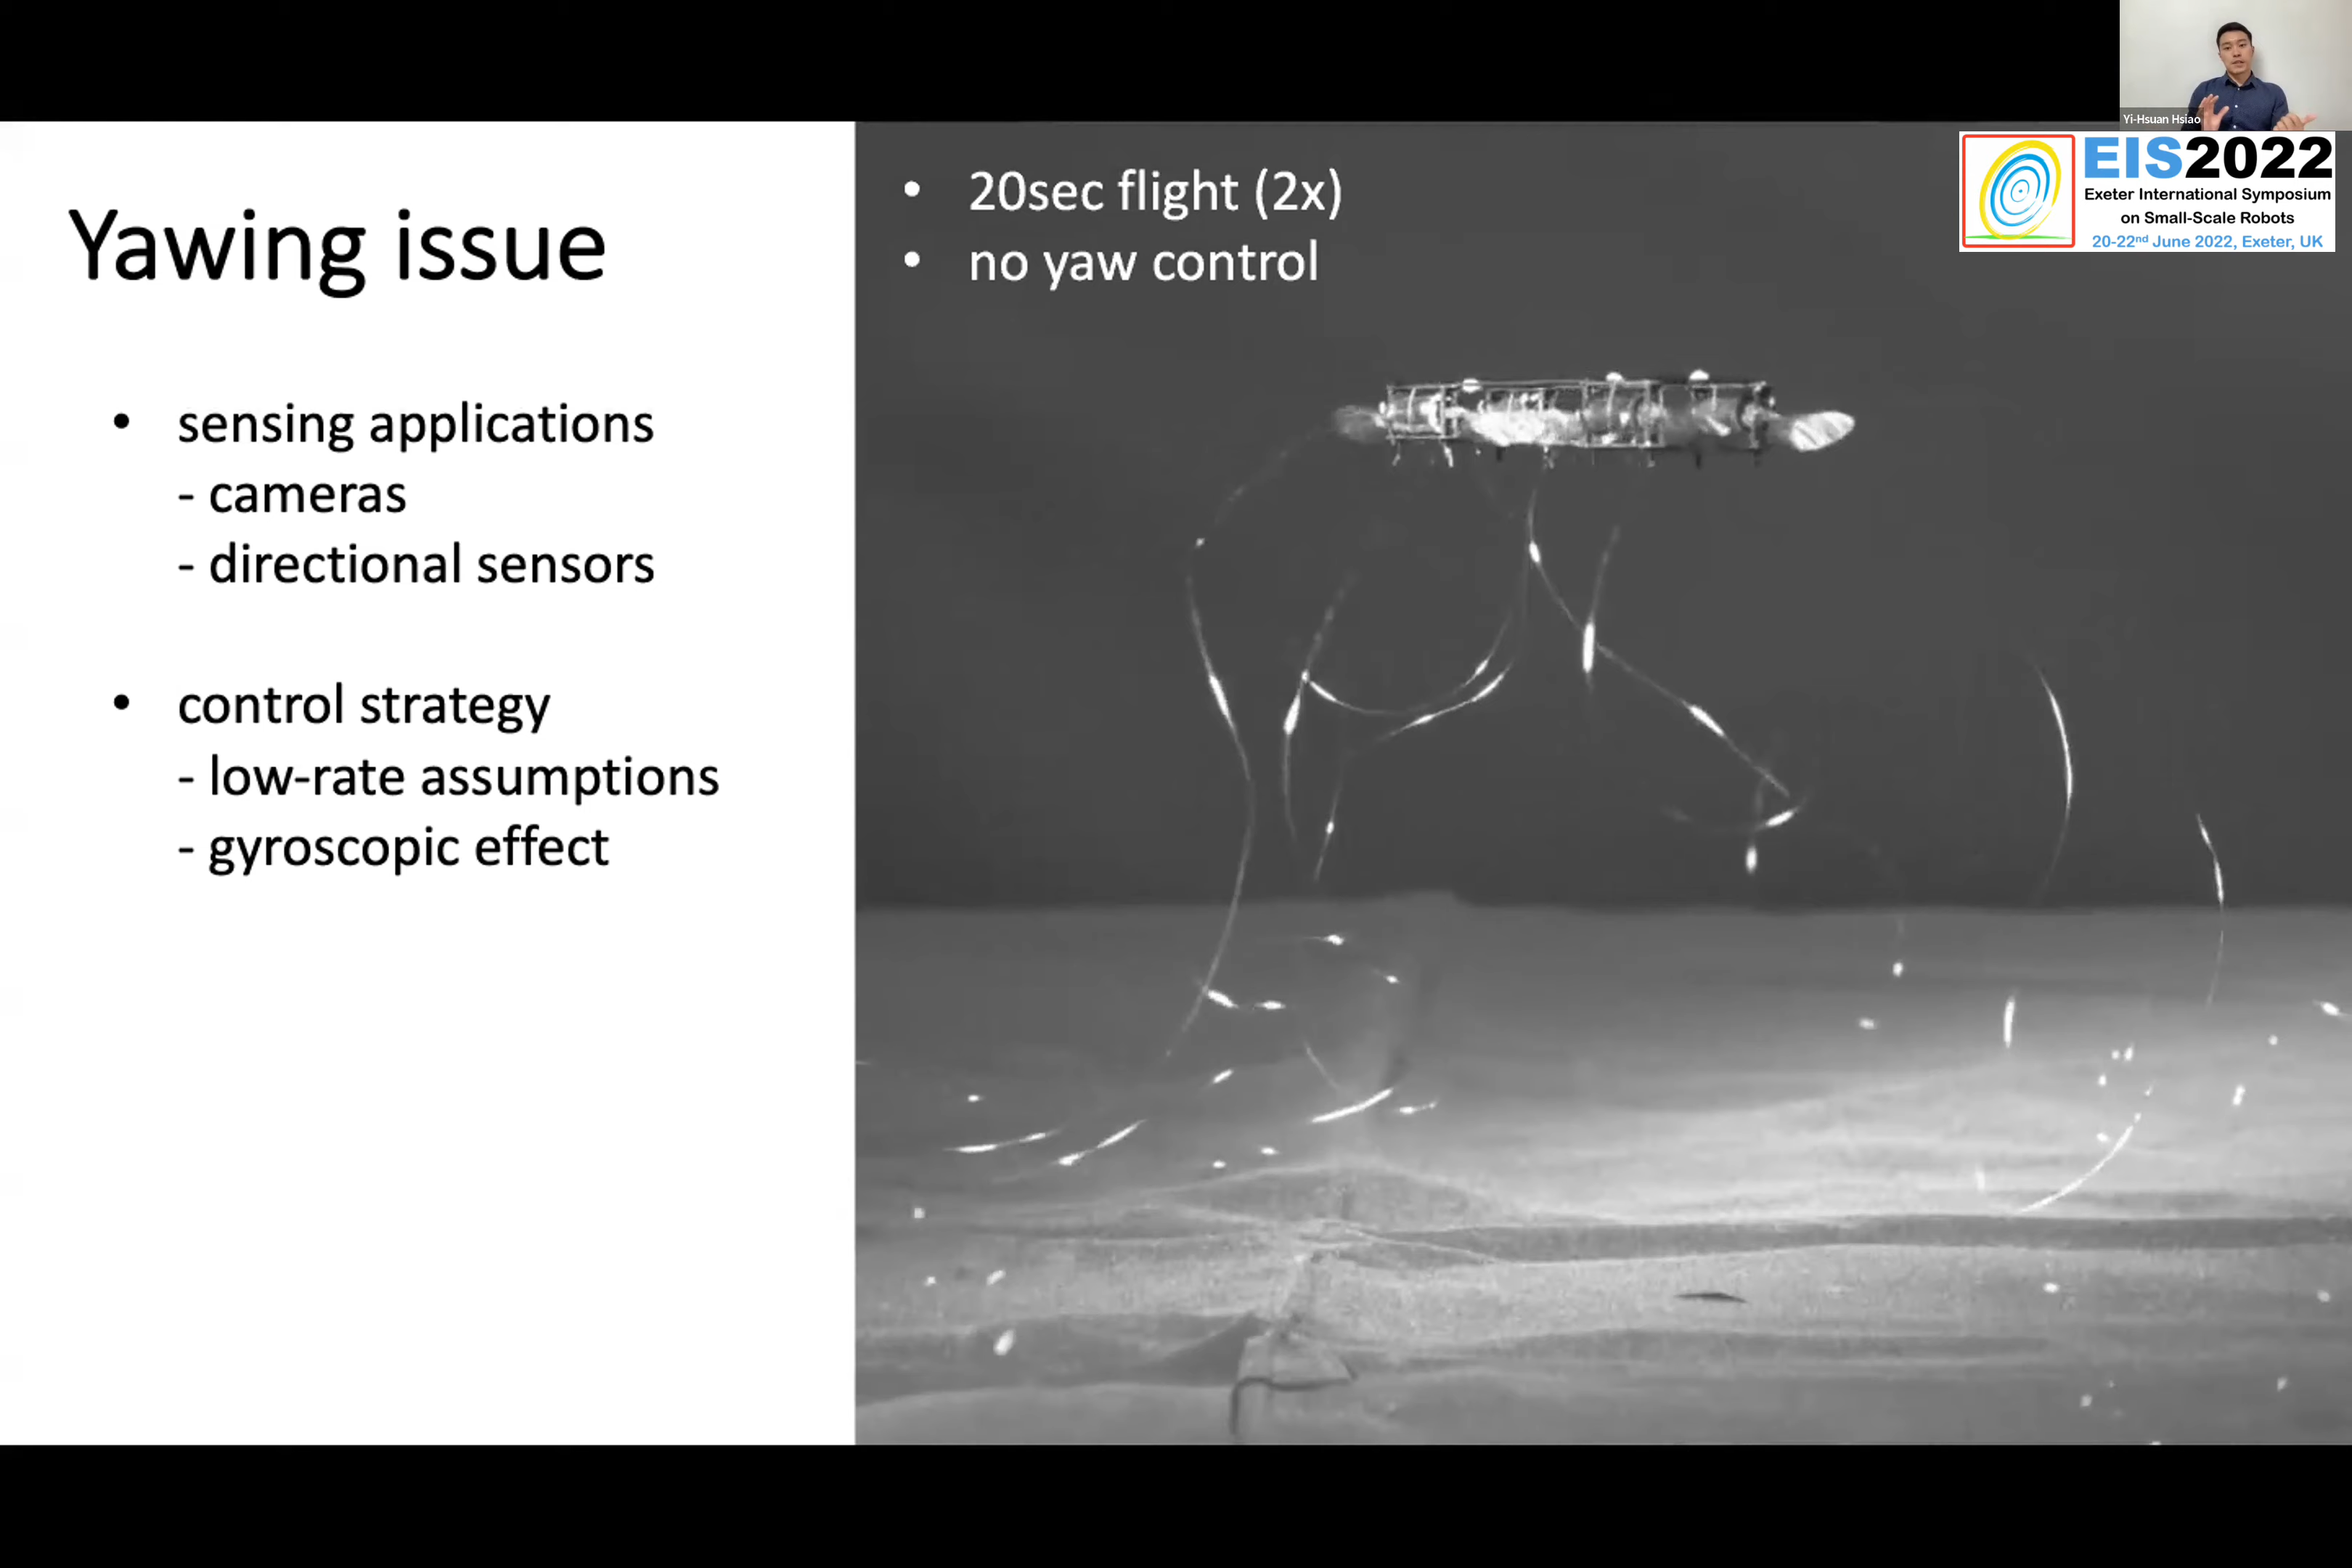 Yi-Hsuan Hsiao
EIS2022
Exeter International Symposium
on Small-Scale Robots
20-22nd June 2022, Exeter, UK
Yawing issue
• sensing applications
- cameras
- directional sensors
• control strategy
- low-rate assumptions
- gyroscopic effect
• 20sec flight (2x)
• no yaw control